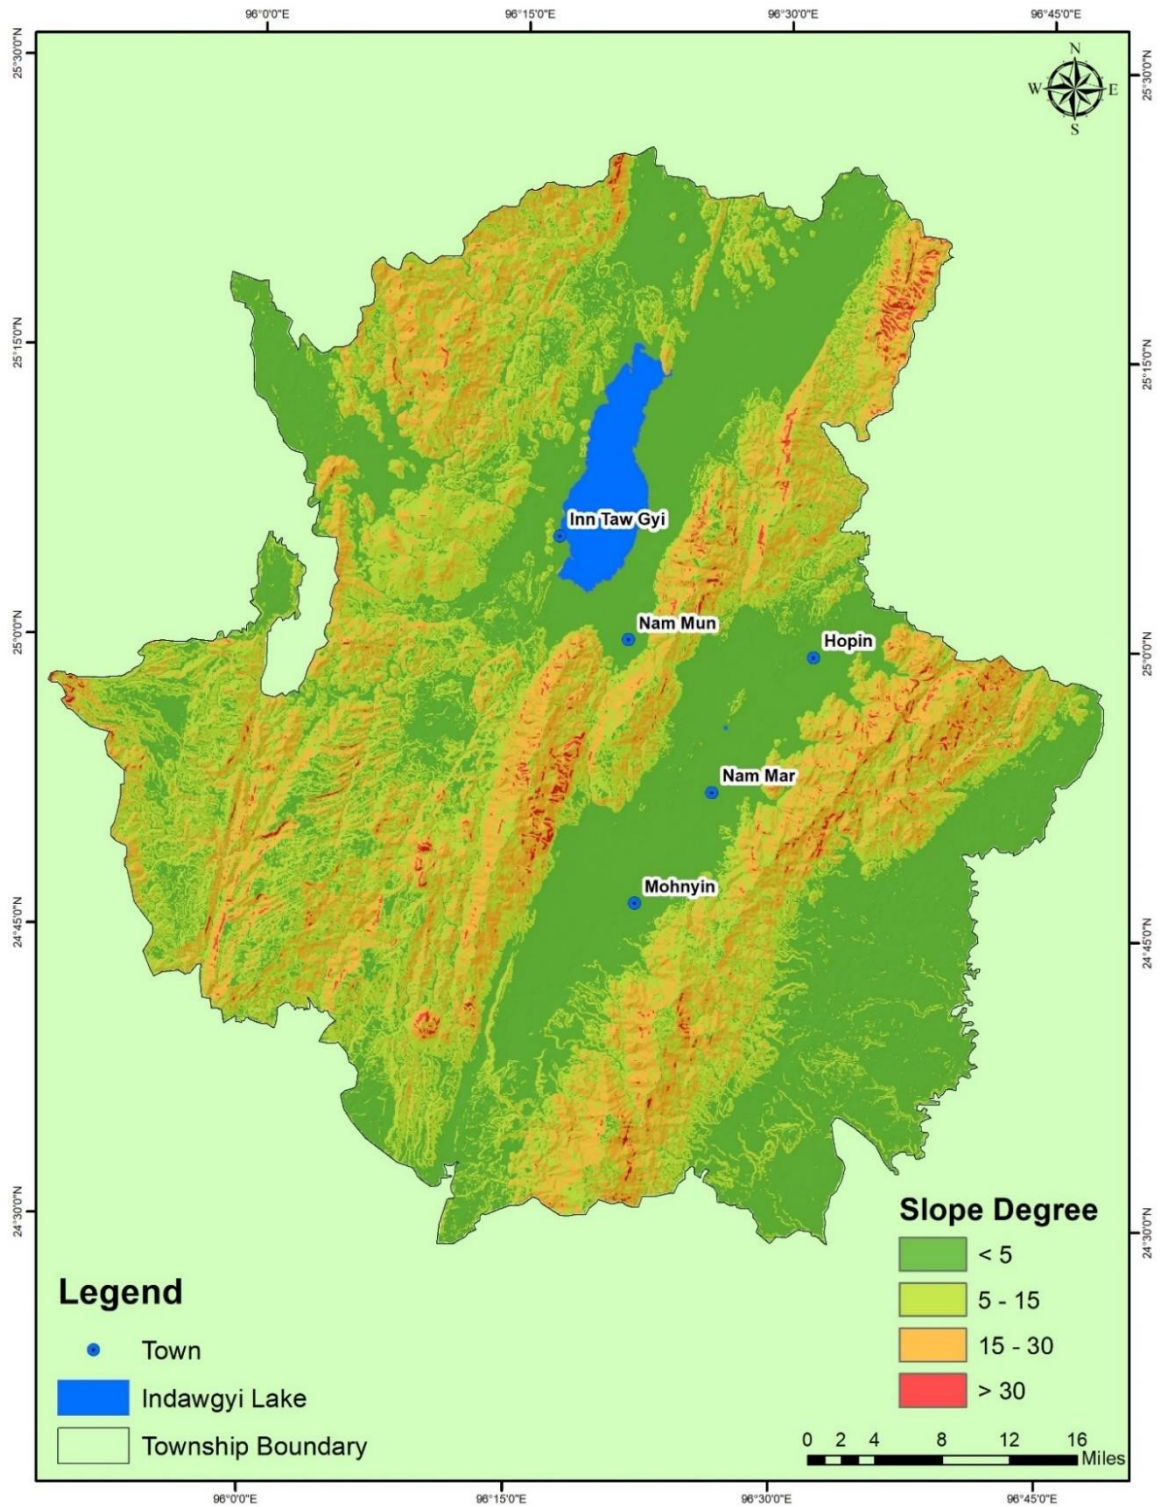 96°0'0"E
96°15'0"E
96°30'0"E
96°45'0"E
25°30'0"N
25°30'0"N
N
W
E
S
25°15'0"N
25°15'0"N
Inn Taw Gyi
Nam Mun
Hopin
25°0'0"N
25°0'0"N
Nam Mar
Mohnyin
24°45'0"N
24°45'0"N
24°30'0"N
24°30'0"N
Slope Degree
< 5
5 - 15
15 - 30
> 30
Legend
Town
Indawgyi Lake
Township Boundary
0 2 4 8 12 16
Miles
96°0'0"E
96°15'0"E
96°30'0"E
96°45'0"E